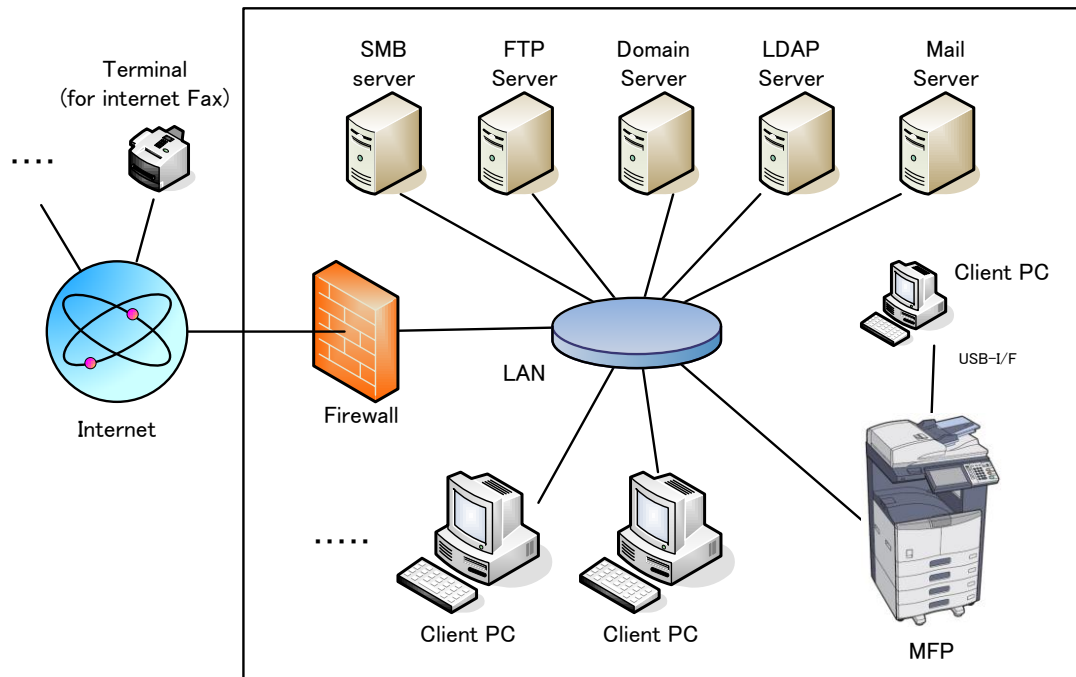 SMB
server
FTP
Server
Domain
Server
LDAP
Server
Mail
Server
Terminal
(for internet Fax)
....
Client PC
USB-I/F
LAN
Firewall
Internet
.....
Client PC
Client PC
MFP